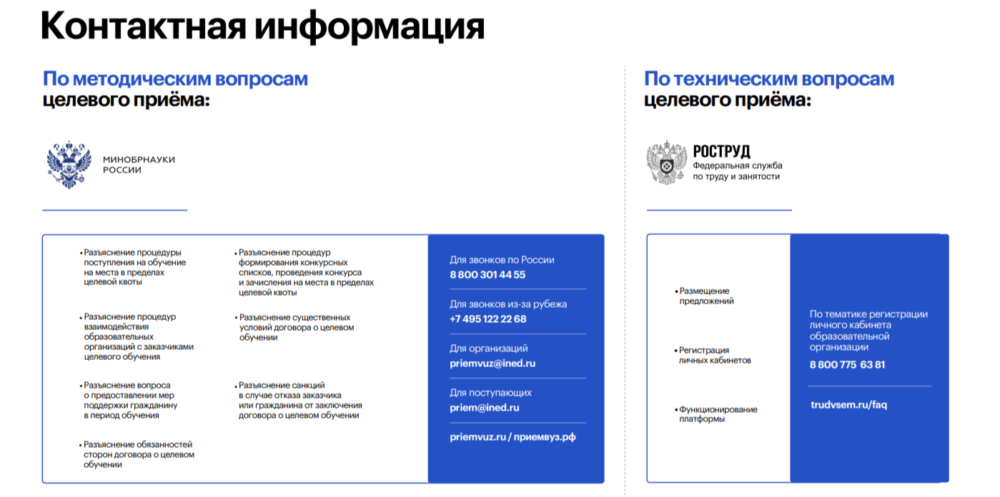 Контактная информация
По методическим вопросам
целевого приёма:
МИНОБРНАУКИ
РОССИИ
• Разъяснение процедуры
поступления на обучение
на места в пределах
целевой квоты
• Разъяснение процедур
взаимодействия
образовательных
организаций с заказчиками
целевого обучения
• Разъяснение вопроса
о предоставлении мер
поддержки гражданину
в период обучения
• Разъяснение обязанностей
сторон договора о целевом
обучении
• Разъяснение процедур
формирования конкурсных
списков, проведения конкурса
и зачисления на места в пределах
целевой квоты
• Разъяснение существенных
условий договора о целевом
обучении
• Разъяснение санкций
в случае отказа заказчика
или гражданина от заключения
договора о целевом обучении
Для звонков по России
8 800 301 44 55
Для звонков из-за рубежа
+7 495 122 22 68
Для организаций
priemvuz@ined.ru
Для поступающих
priem@ined.ru
priemvuz.ru / приемвуз.рф
По техническим вопросам
целевого приёма:
РОСТРУД
Федеральная служба
по труду и занятости
• Размещение
предложений
• Регистрация
личных кабинетов
• Функционирование
платформы
По тематике регистрации
личного кабинета
образовательной
организации
8 800 775 63 81
trudvsem.ru/faq